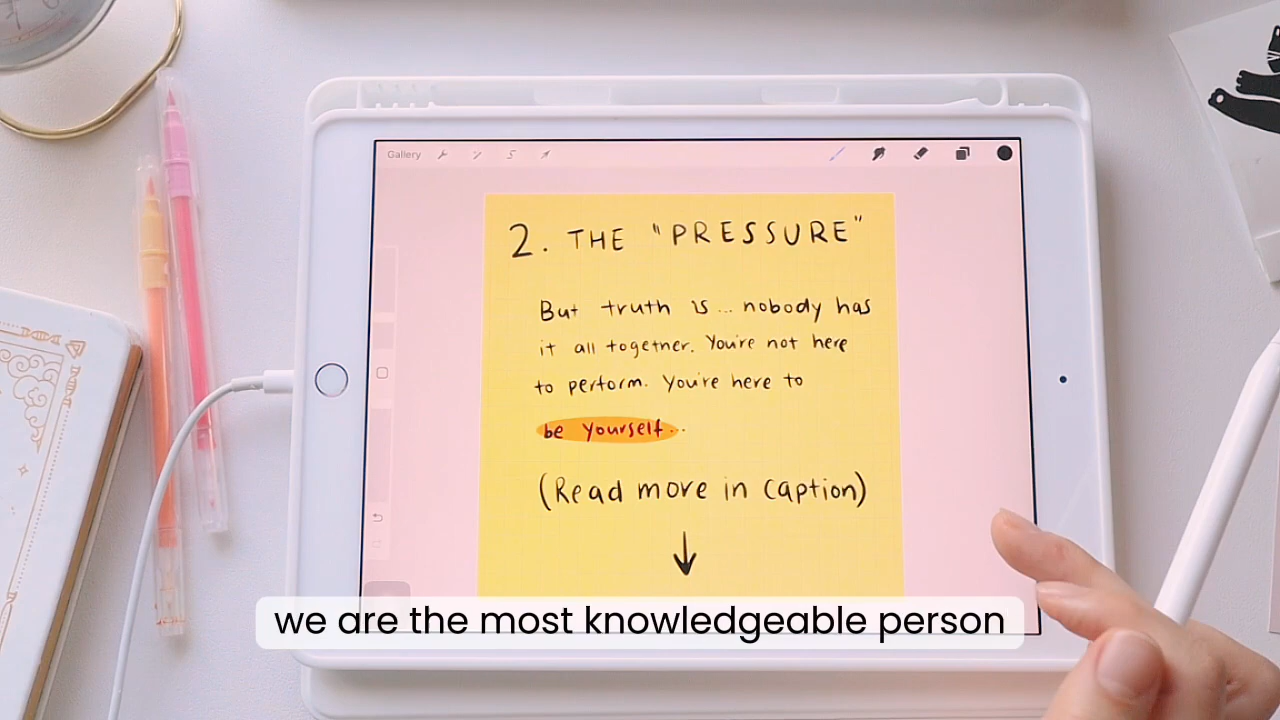 Gallery
2. THE "PRESSURE"
But truth is... nobody has
it all together. You're not here
to perform. You're here to
be yourself...
(Read more in caption)
we are the most knowledgeable person